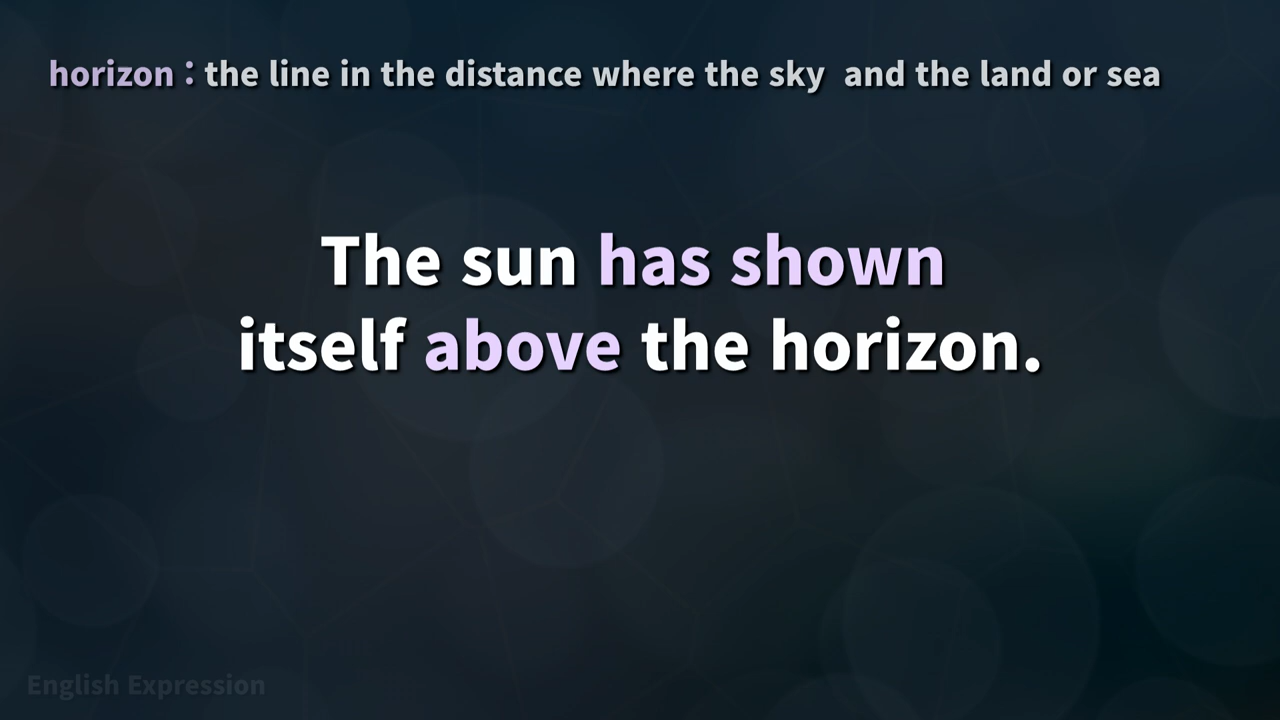 horizon : the line in the distance where the sky  and the land or sea
The sun has shown
itself above the horizon.
English Expression